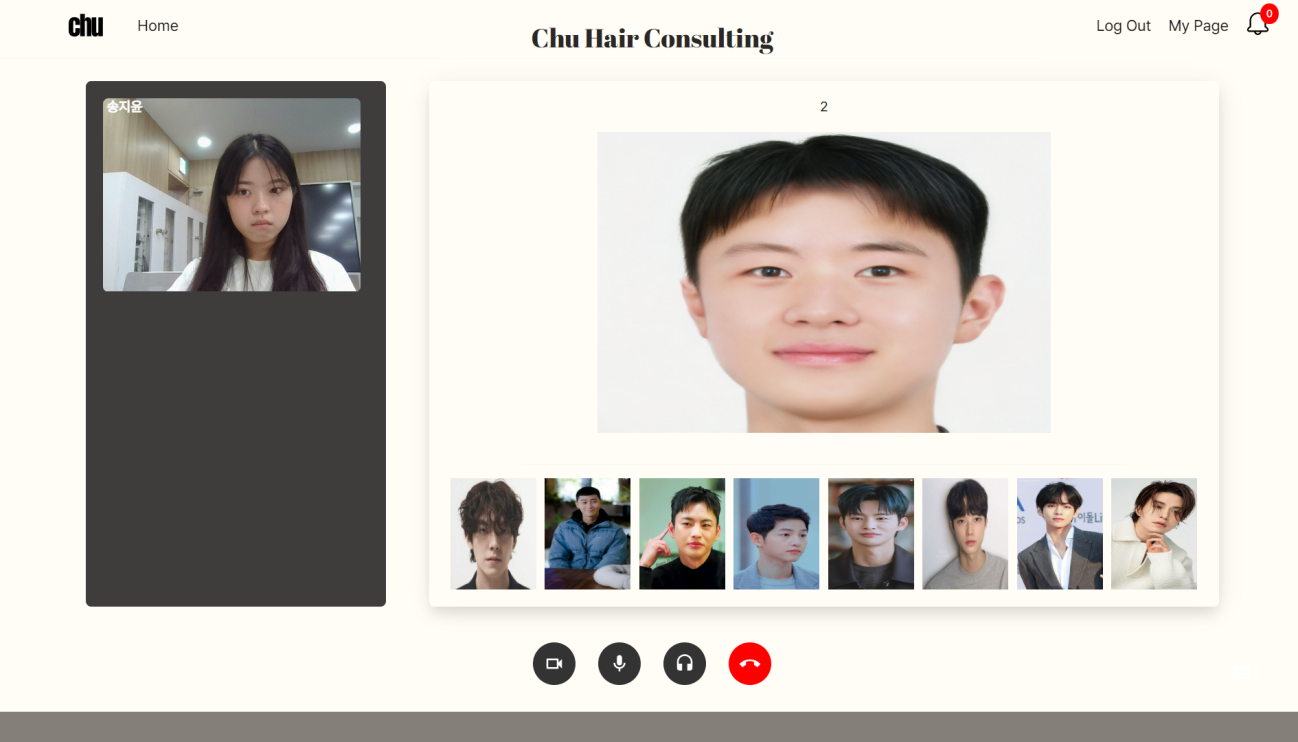 chu
Home
Chu Hair Consulting
Log Out
My Page
0
송지윤
2